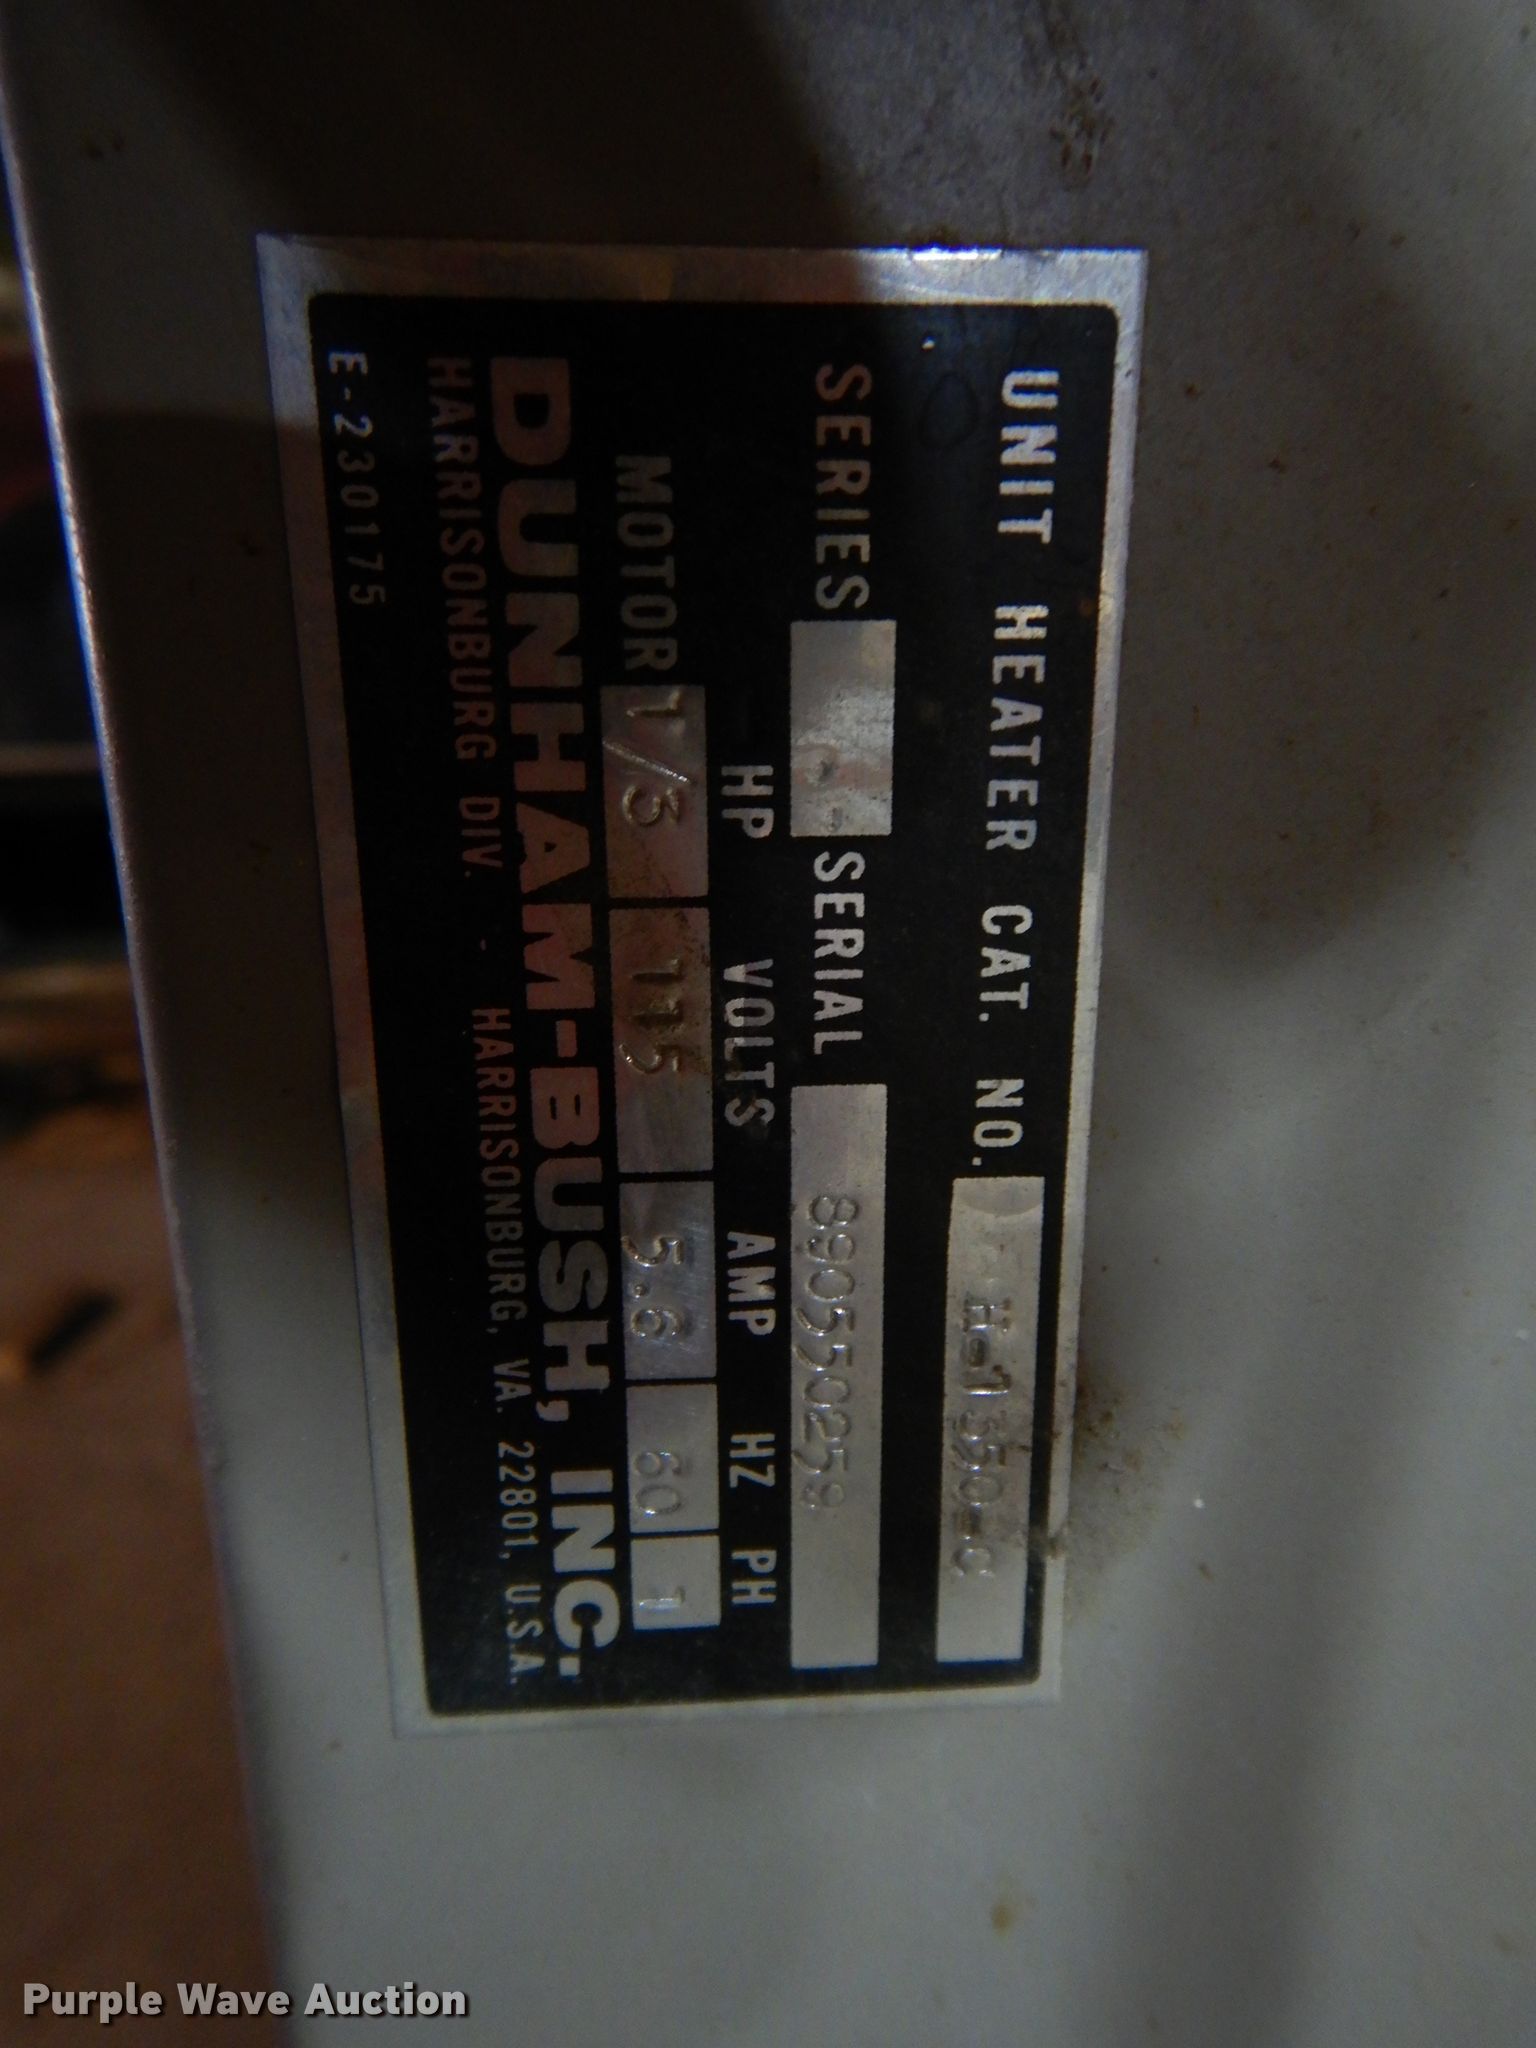 UNIT HEATER CAT. NO. H-1350-C
SERIES SERIAL 890550259
HP VOLTS AMP HZ PH
MOTOR 1/3 115 5.6 60 1
DUNHAM-BUSH, INC.
HARRISONBURG DIV. - HARRISONBURG, VA. 22801, U.S.A.
E-230175
Purple Wave Auction